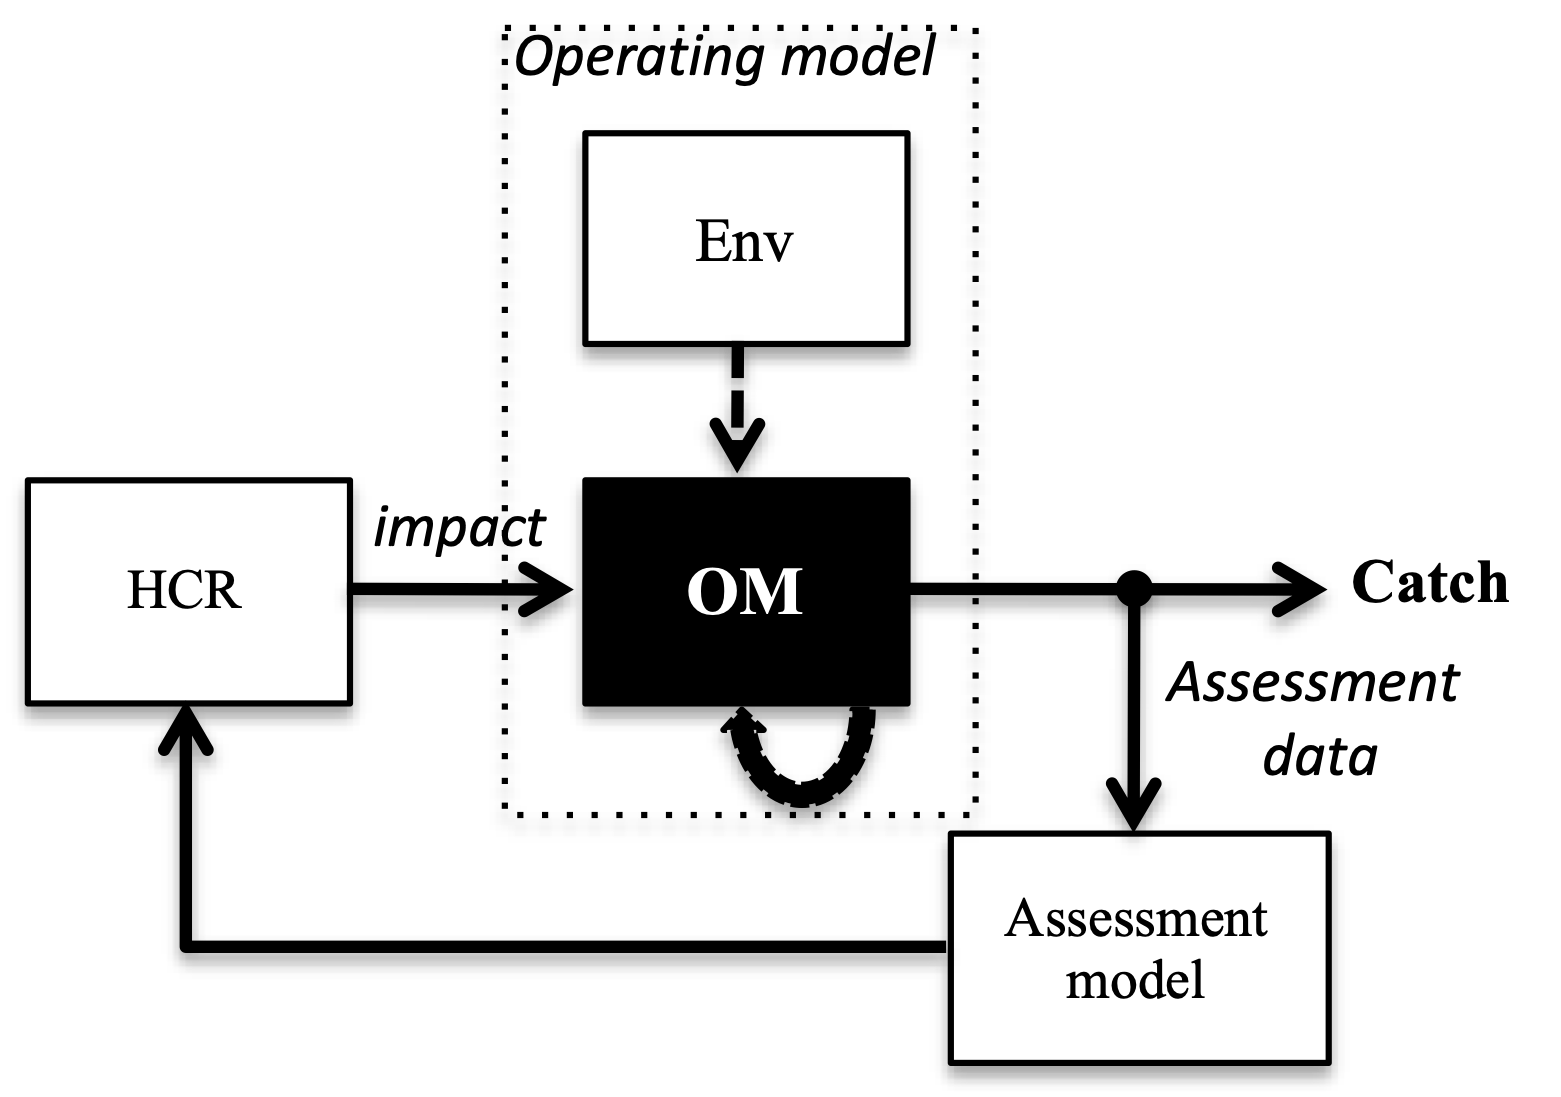 Operating model
Env
HCR
impact
OM
Catch
Assessment
data
Assessment
model